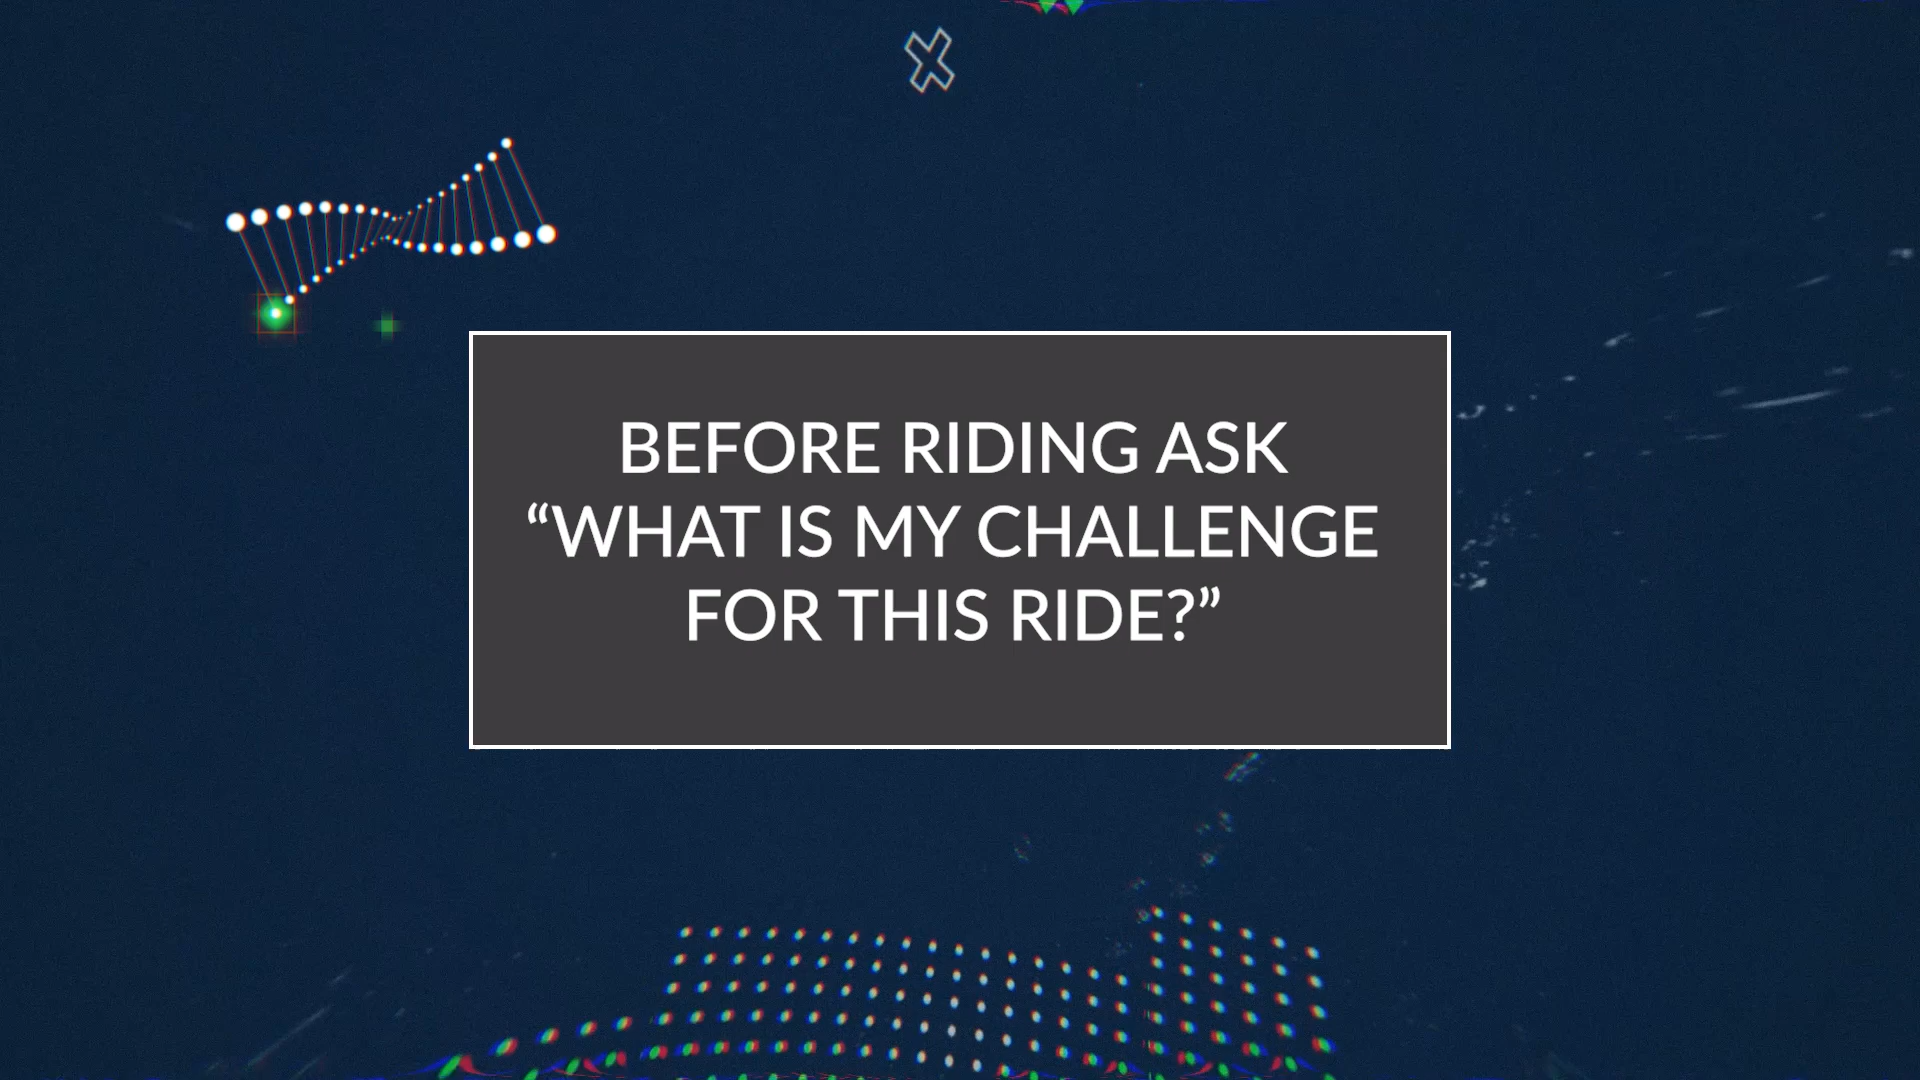 BEFORE RIDING ASK
“WHAT IS MY CHALLENGE
FOR THIS RIDE?”